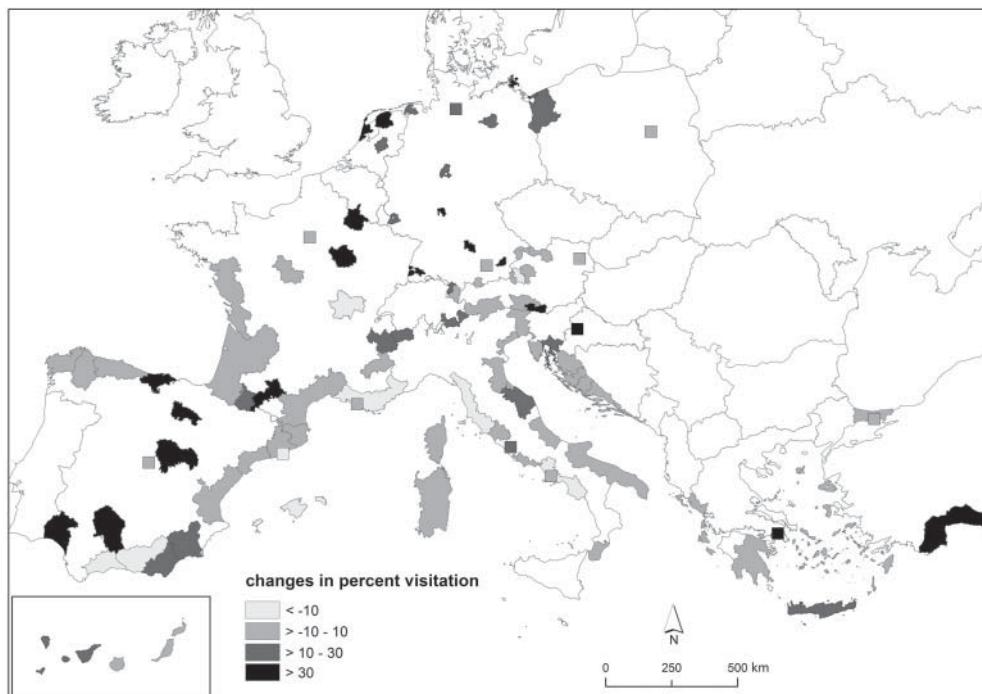 changes in percent visitation
< -10
> -10 - 10
> 10 - 30
> 30
N
0 250 500 km